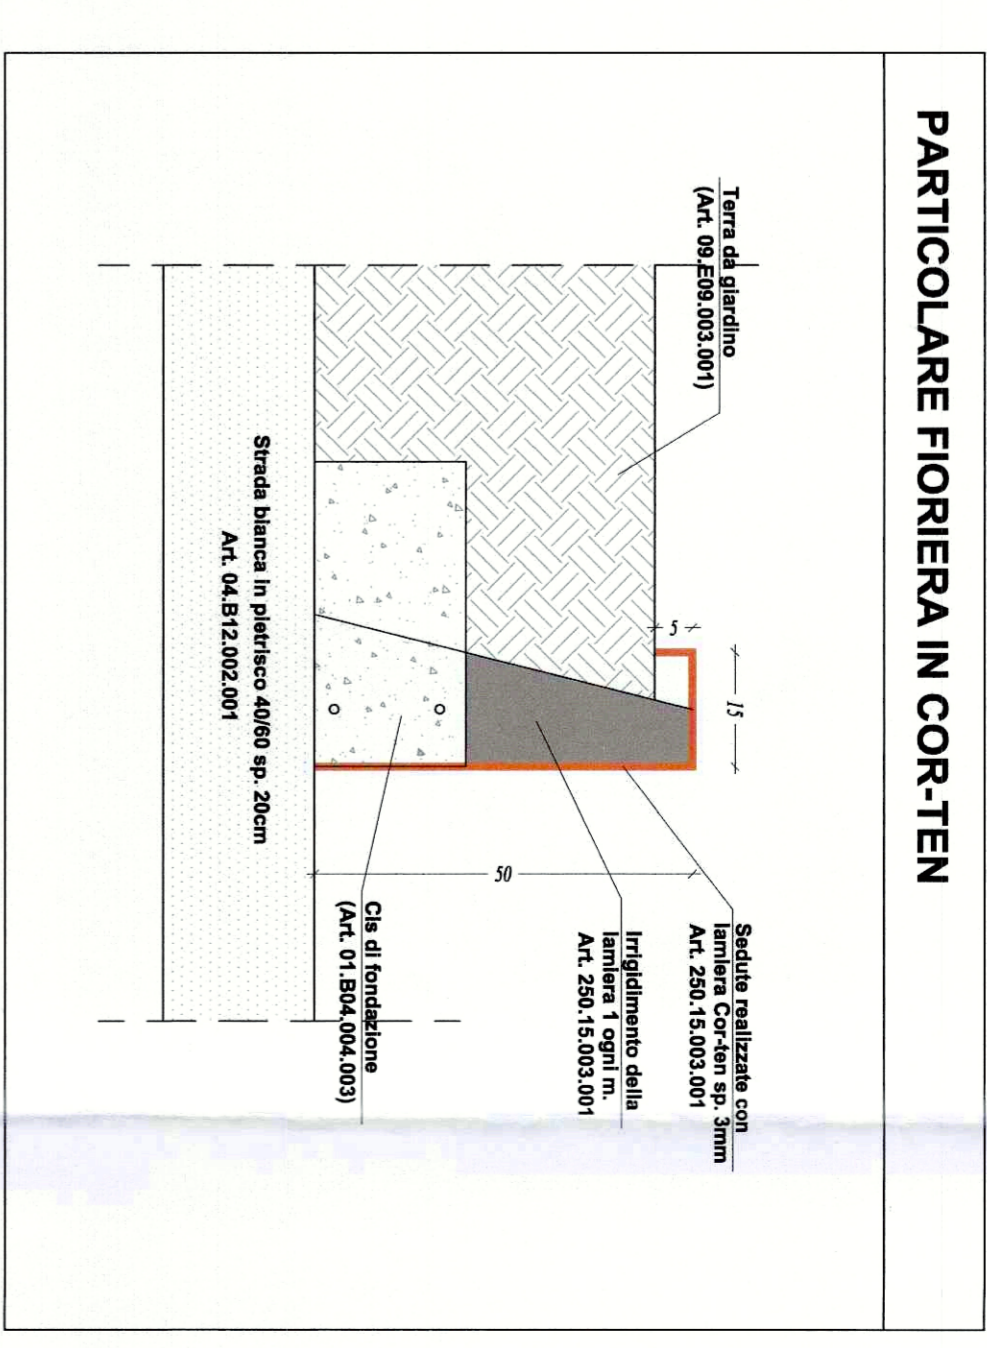 PARTICOLARE FIORIERA IN COR-TEN
Terra da giardino
(Art. 09.E09.003.001)
5
15
50
Sedute realizzate con
lamiera Cor-ten sp. 3mm
Art. 250.15.003.001
Irrigidimento della
lamiera 1 ogni m.
Art. 250.15.003.001
Cls di fondazione
(Art. 01.B04.004.003)
Strada bianca in pietrisco 40/60 sp. 20cm
Art. 04.B12.002.001